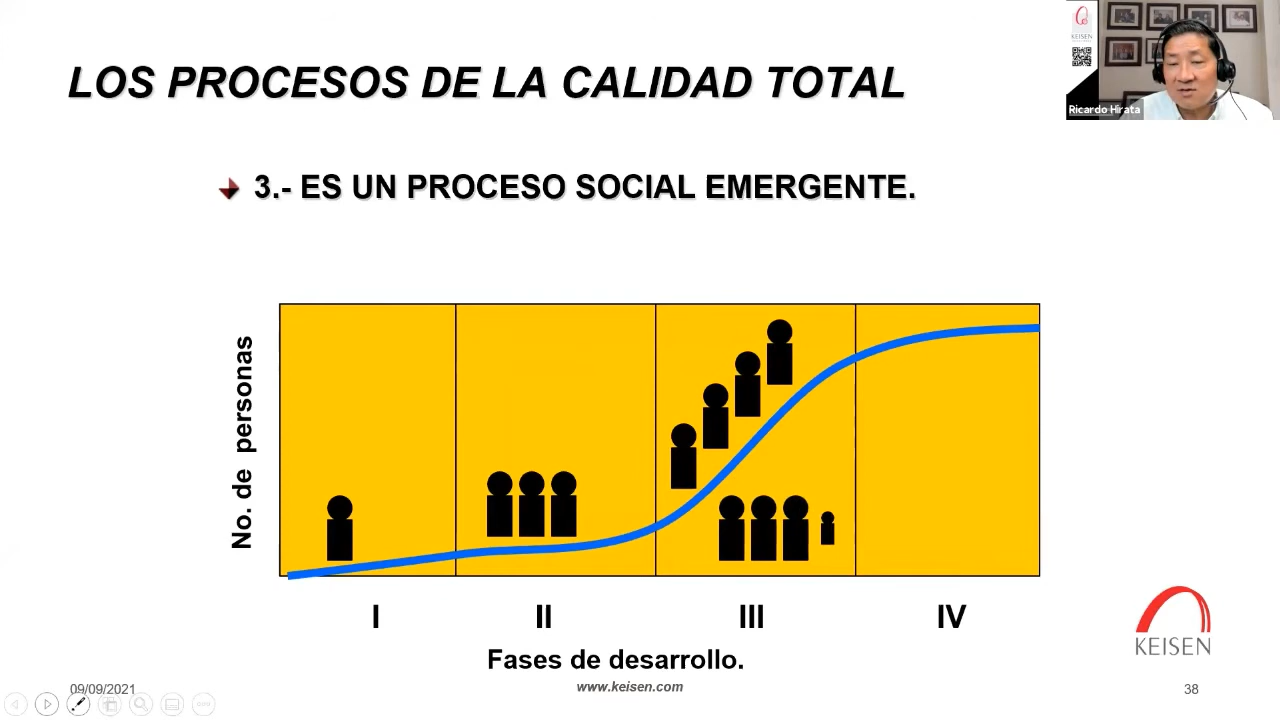 LOS PROCESOS DE LA CALIDAD TOTAL
KEISEN
Ricardo Hirata
3.- ES UN PROCESO SOCIAL EMERGENTE.
No. de personas
I II III IV
Fases de desarrollo.
KEISEN
09/09/2021 www.keisen.com 38